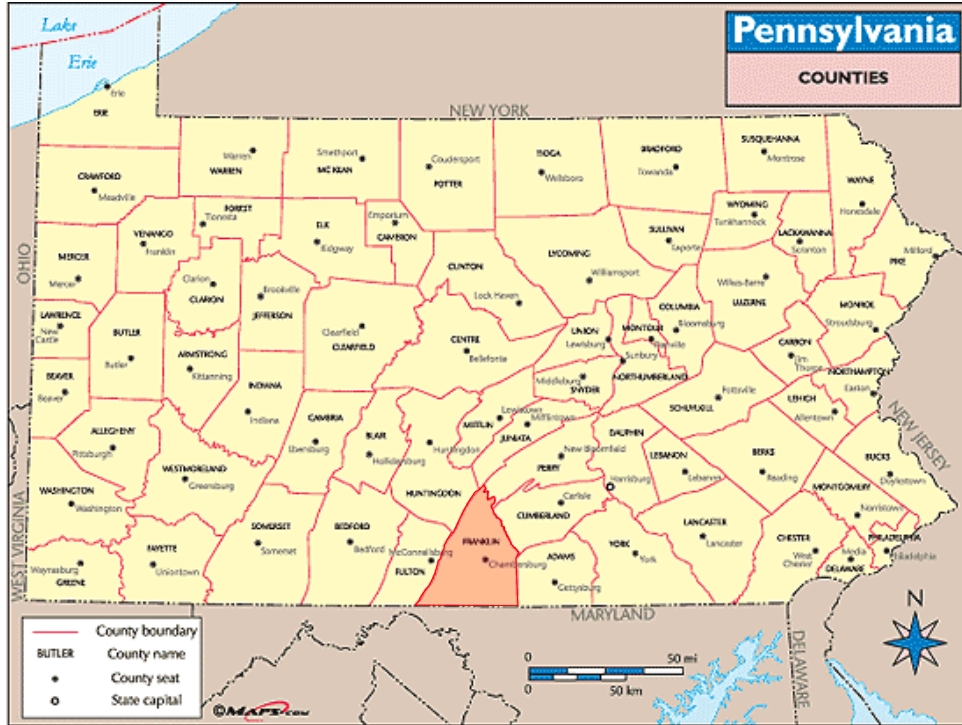 Lake
Erie
Pennsylvania
COUNTIES
NEW YORK
Erie
ERIE
Warren
WARREN
Smethport
MC KEAN
Coudersport
POTTER
TIOGA
Wellsboro
BRADFORD
Towanda
SUSQUEHANNA
Montrose
WAYNE
Honesdale
CRAWFORD
Meadville
FOREST
Tionesta
VENANGO
Franklin
ELK
Ridgway
Emporium
CAMERON
SULLIVAN
Laporte
WYOMING
Tunkhannock
LACKAWANNA
Scranton
Milford
PIKE
OHIO
MERCER
Mercer
Clarion
CLARION
Brookville
JEFFERSON
CLINTON
Lock Haven
LYCOMING
Williamsport
Wilkes-Barre
LUZERNE
COLUMBIA
Bloomsburg
MONROE
Stroudsburg
LAWRENCE
New
Castle
BUTLER
Butler
ARMSTRONG
Kittanning
Clearfield
CLEARFIELD
CENTRE
Bellefonte
UNION
Lewisburg
MONTOUR
Danville
Sunbury
CARBON
Jim
Thorpe
NORTHAMPTON
Easton
BEAVER
Beaver
INDIANA
Indiana
Middleburg
SNYDER
NORTHUMBERLAND
Pottsville
SCHUYLKILL
LEHIGH
Allentown
NEW JERSEY
ALLEGHENY
Pittsburgh
CAMBRIA
Ebensburg
BLAIR
Hollidaysburg
Huntingdon
HUNTINGDON
Lewistown
MIFFLIN
Mifflintown
JUNIATA
New Bloomfield
PERRY
DAUPHIN
Harrisburg
LEBANON
Lebanon
BERKS
Reading
BUCKS
Doylestown
WESTMORELAND
Greensburg
WASHINGTON
Washington
Carlisle
CUMBERLAND
MONTGOMERY
Norristown
WEST VIRGINIA
Waynesburg
GREENE
FAYETTE
Uniontown
SOMERSET
Somerset
BEDFORD
Bedford
McConnellsburg
FULTON
FRANKLIN
Chambersburg
ADAMS
Gettysburg
YORK
York
LANCASTER
Lancaster
CHESTER
West
Chester
Media
DELAWARE
PHILADELPHIA
Philadelphia
MARYLAND
DELAWARE
N
County boundary
BUTLER County name
County seat
State capital
©MAPS.com
0 50 mi
0 50 km